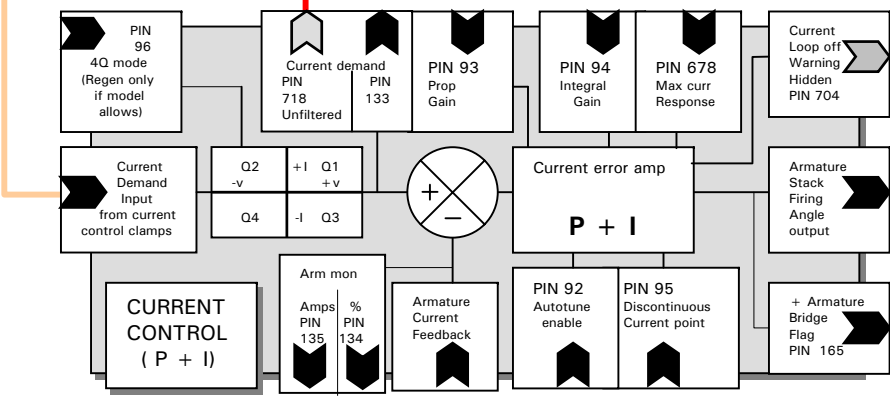 PIN
96
4Q mode
(Regen only
if model
allows)
Current demand
PIN
718
Unfiltered
PIN
133
PIN 93
Prop
Gain
PIN 94
Integral
Gain
PIN 678
Max curr
Response
Current
Loop off
Warning
Hidden
PIN 704
Current
Demand
Input
from current
control clamps
Q2
-v
+I Q1
+v
Q4
-I Q3
+
−
Current error amp
P + I
Armature
Stack
Firing
Angle
output
CURRENT
CONTROL
( P + I)
Arm mon
Amps
PIN
135
%
PIN
134
Armature
Current
Feedback
PIN 92
Autotune
enable
PIN 95
Discontinuous
Current point
+ Armature
Bridge
Flag
PIN 165